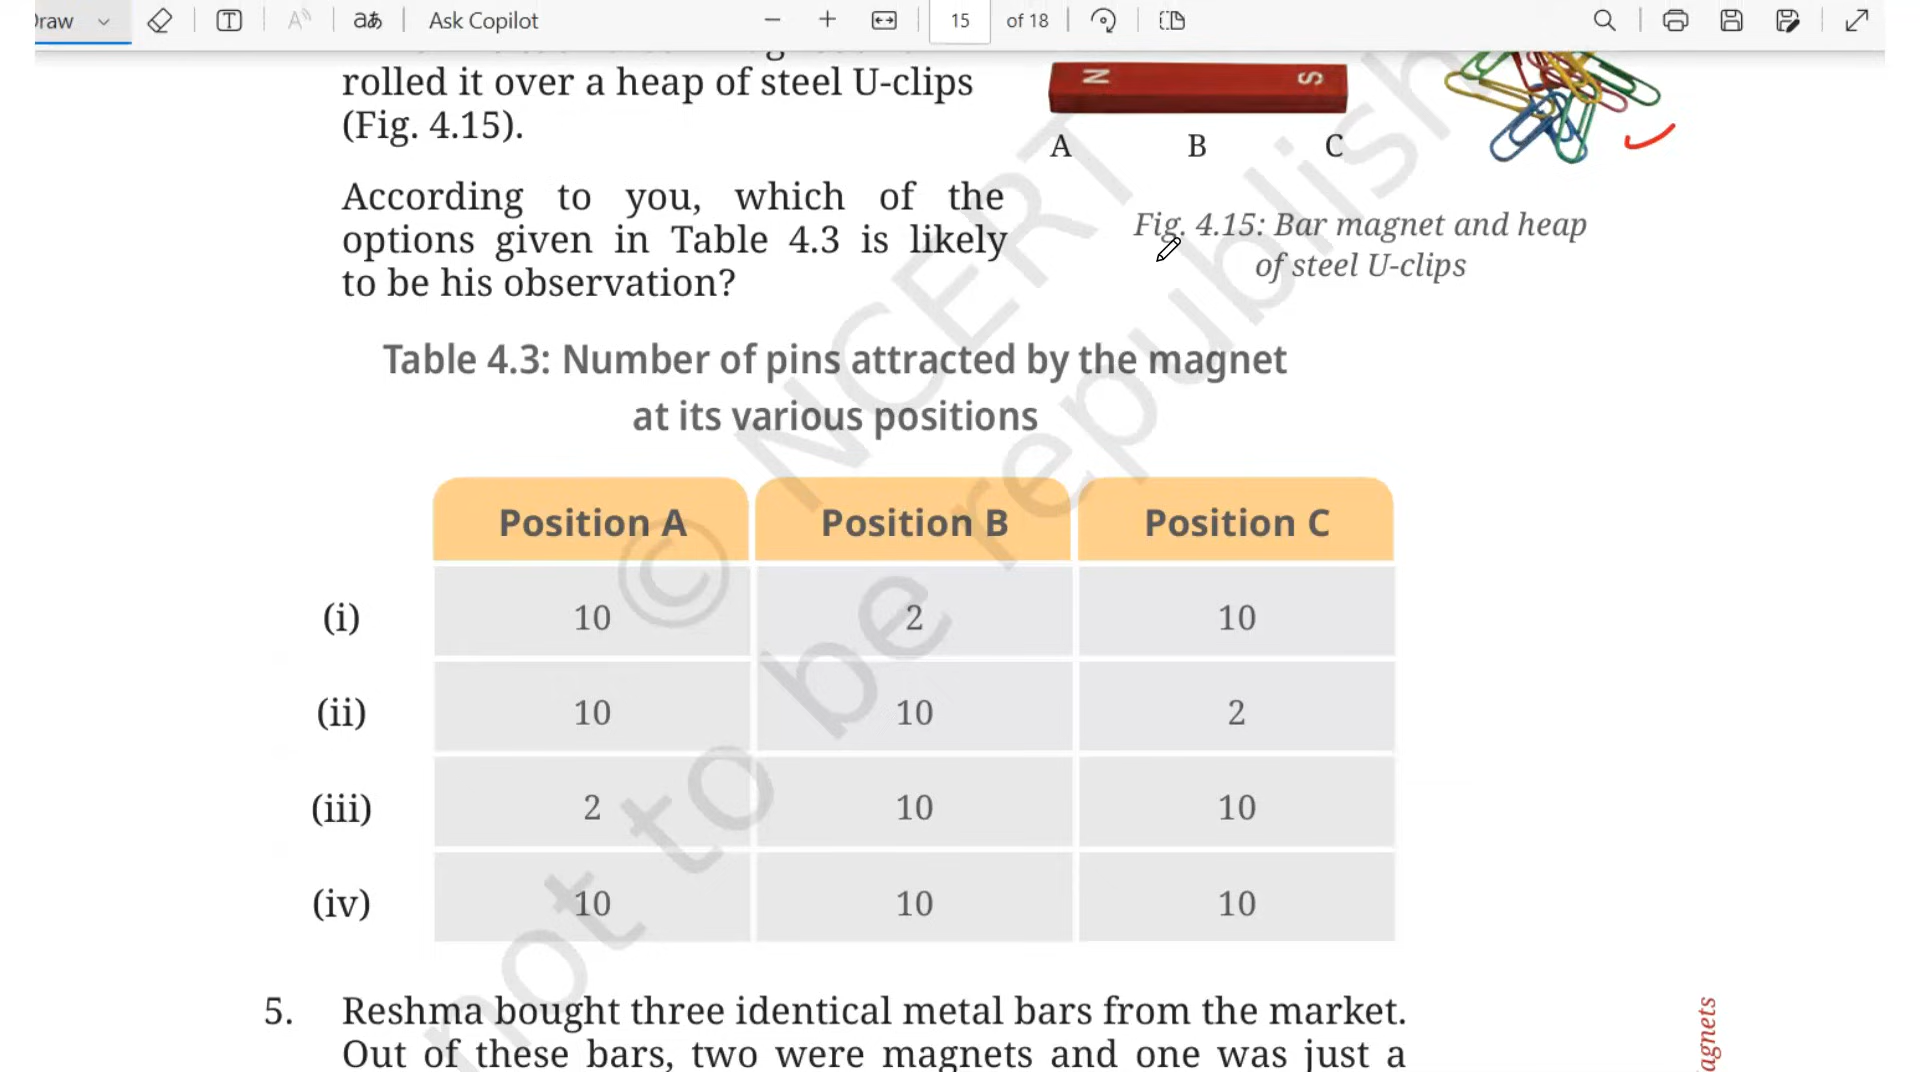 Draw
aあ
Ask Copilot
15 of 18
rolled it over a heap of steel U-clips
(Fig. 4.15).
N S
A B C
According to you, which of the
options given in Table 4.3 is likely
to be his observation?
Fig. 4.15: Bar magnet and heap
of steel U-clips
Table 4.3: Number of pins attracted by the magnet
at its various positions
Position A Position B Position C
(i) 10 2 10
(ii) 10 10 2
(iii) 2 10 10
(iv) 10 10 10
5. Reshma bought three identical metal bars from the market.
Out of these bars, two were magnets and one was just a
agnets
© NCERT
not to be republish